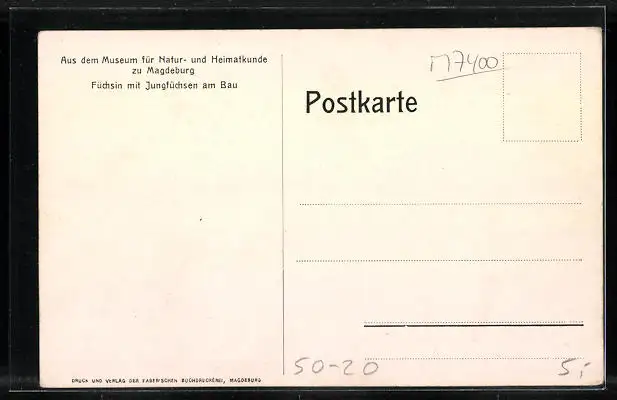 Aus dem Museum für Natur- und Heimatkunde
zu Magdeburg
Füchsin mit Jungfüchsen am Bau
M7400
Postkarte
50-20
5,-
DRUCK UND VERLAG DER FABER'SCHEN BUCHDRUCKEREI, MAGDEBURG